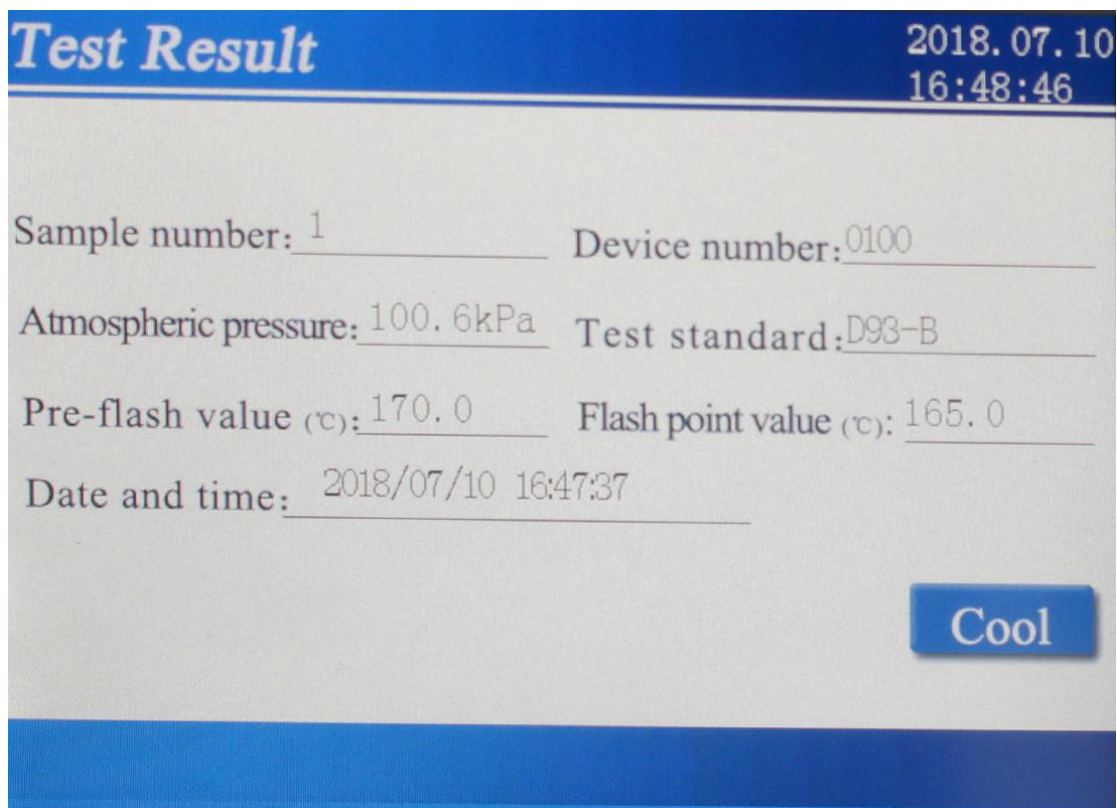 Test Result
2018.07.10
16:48:46
Sample number: 1
Device number: 0100
Atmospheric pressure: 100.6kPa
Test standard: D93-B
Pre-flash value (℃): 170.0
Flash point value (℃): 165.0
Date and time: 2018/07/10 16:47:37
Cool